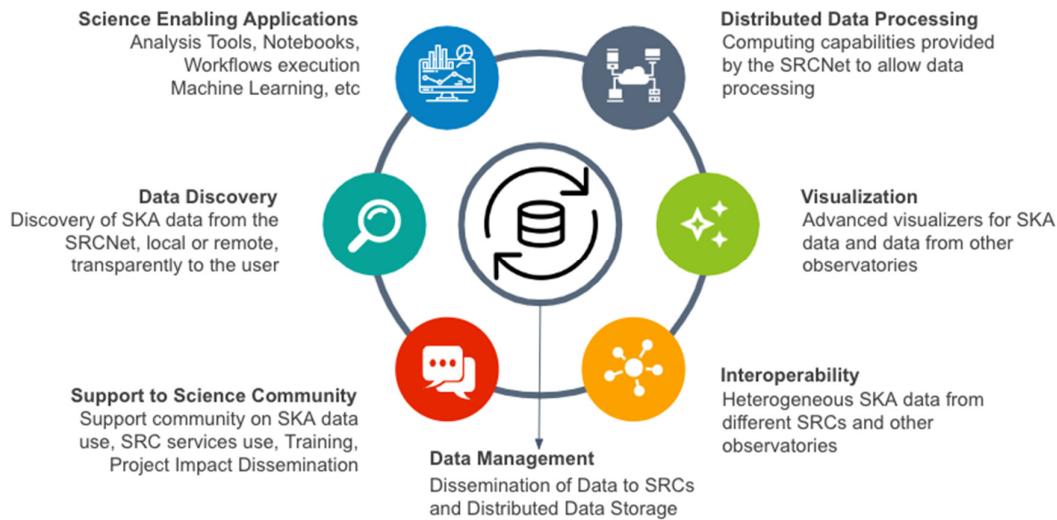 Science Enabling Applications
Analysis Tools, Notebooks,
Workflows execution
Machine Learning, etc
Distributed Data Processing
Computing capabilities provided
by the SRCNet to allow data
processing
Data Discovery
Discovery of SKA data from the
SRCNet, local or remote,
transparently to the user
Visualization
Advanced visualizers for SKA
data and data from other
observatories
Support to Science Community
Support community on SKA data
use, SRC services use, Training,
Project Impact Dissemination
Interoperability
Heterogeneous SKA data from
different SRCs and other
observatories
Data Management
Dissemination of Data to SRCs
and Distributed Data Storage